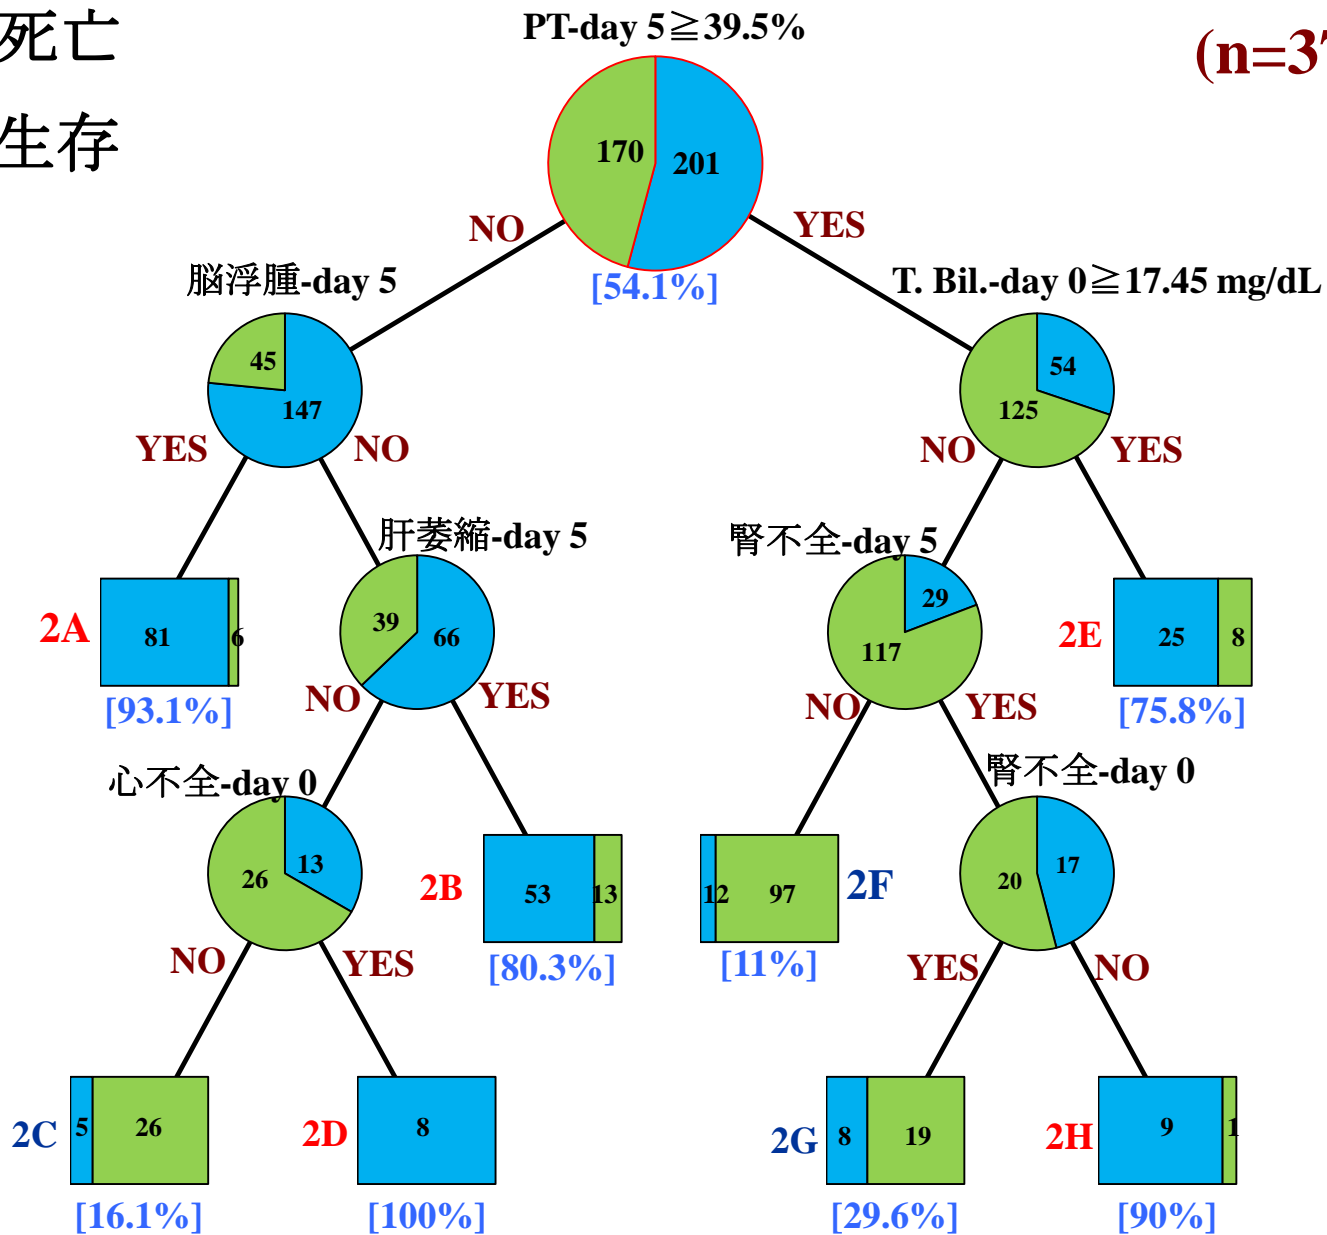 死亡
生存
PT-day 5≧39.5%
(n=37
170
201
[54.1%]
NO
YES
脳浮腫-day 5
T. Bil.-day 0≧17.45 mg/dL
45
147
54
125
YES
NO
NO
YES
肝萎縮-day 5
腎不全-day 5
39
66
29
117
2A
81
6
[93.1%]
2E
25
8
[75.8%]
NO
YES
NO
YES
心不全-day 0
腎不全-day 0
26
13
20
17
2B
53
13
[80.3%]
12
97
2F
[11%]
NO
YES
YES
NO
2C
5
26
[16.1%]
2D
8
[100%]
2G
8
19
[29.6%]
2H
9
1
[90%]